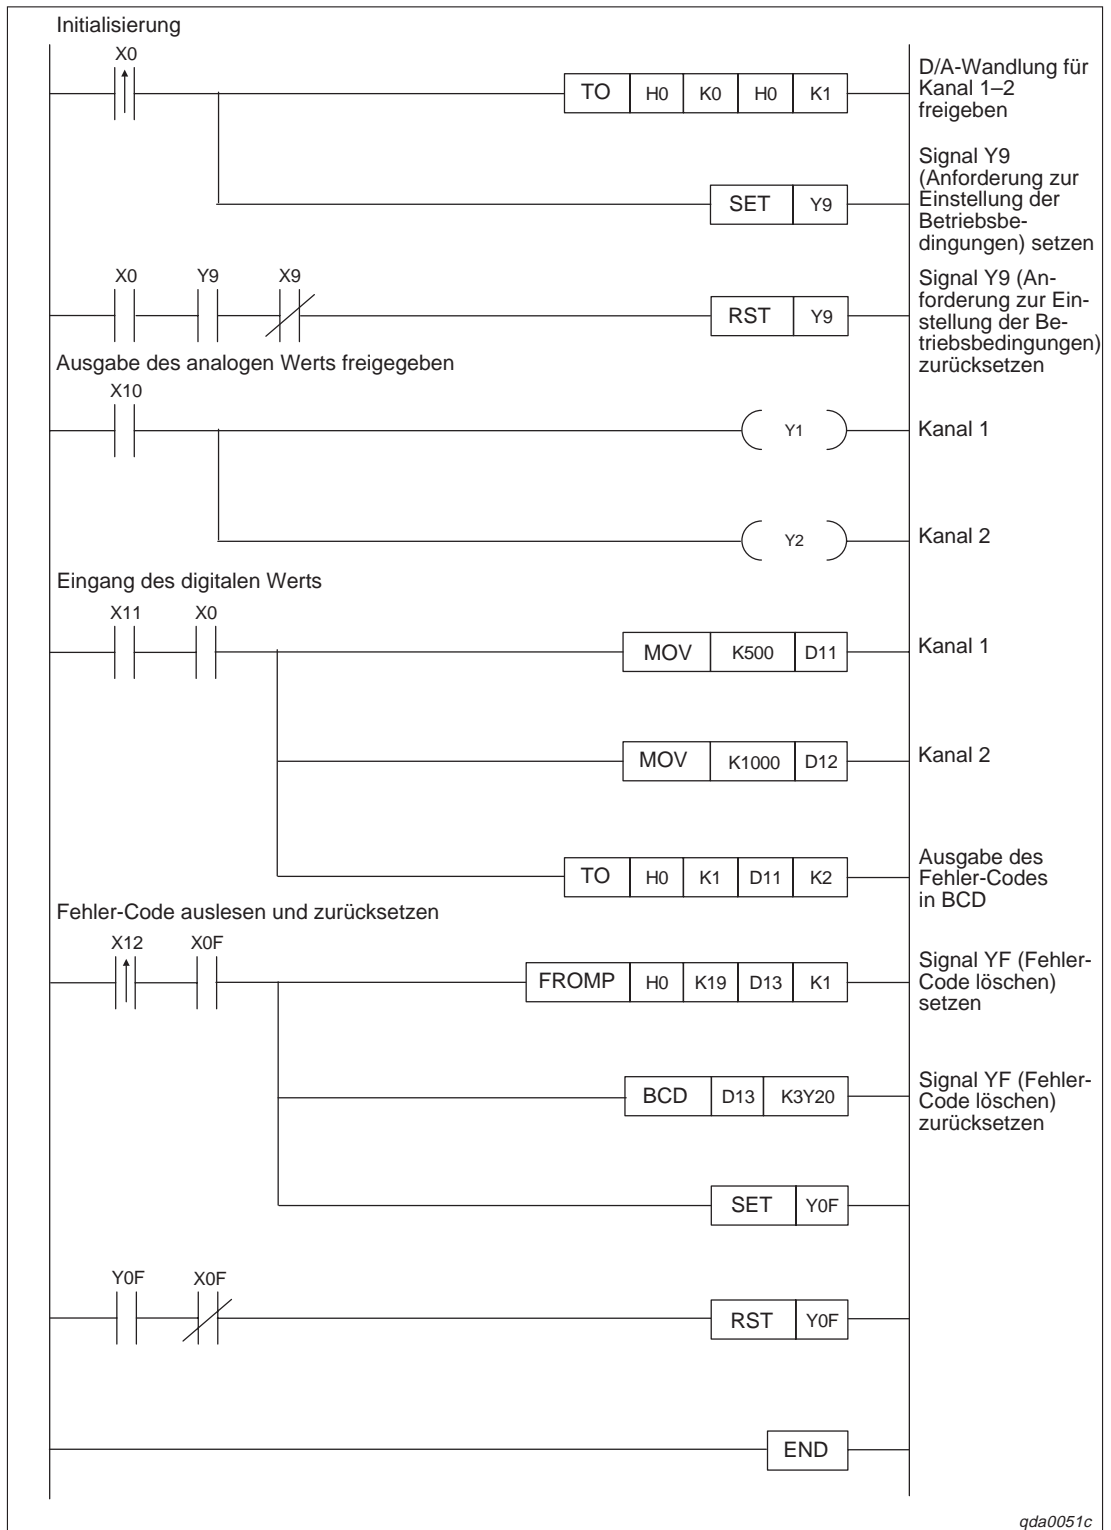 Initialisierung
X0
TO H0 K0 H0 K1
D/A-Wandlung für
Kanal 1–2
freigeben
SET Y9
Signal Y9
(Anforderung zur
Einstellung der
Betriebsbe-
dingungen) setzen
X0 Y9 X9
RST Y9
Signal Y9 (An-
forderung zur Ein-
stellung der Be-
triebsbedingungen)
zurücksetzen
Ausgabe des analogen Werts freigegeben
X10
Y1
Kanal 1
Y2
Kanal 2
Eingang des digitalen Werts
X11 X0
MOV K500 D11
Kanal 1
MOV K1000 D12
Kanal 2
TO H0 K1 D11 K2
Ausgabe des
Fehler-Codes
in BCD
Fehler-Code auslesen und zurücksetzen
X12 X0F
FROMP H0 K19 D13 K1
Signal YF (Fehler-
Code löschen)
setzen
BCD D13 K3Y20
Signal YF (Fehler-
Code löschen)
zurücksetzen
SET Y0F
Y0F X0F
RST Y0F
END
qda0051c